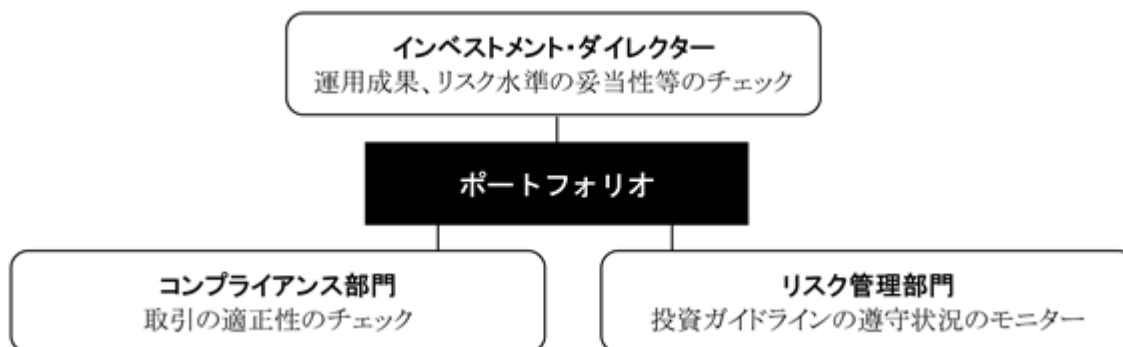 インベストメント・ダイレクター
運用成果、リスク水準の妥当性等のチェック
ポートフォリオ
コンプライアンス部門
取引の適正性のチェック
リスク管理部門
投資ガイドラインの遵守状況のモニター